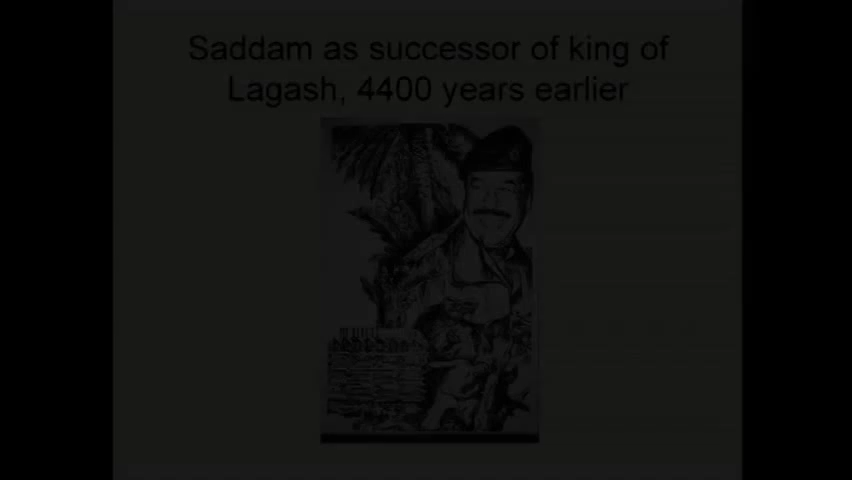 Saddam as successor of king of
Lagash, 4400 years earlier